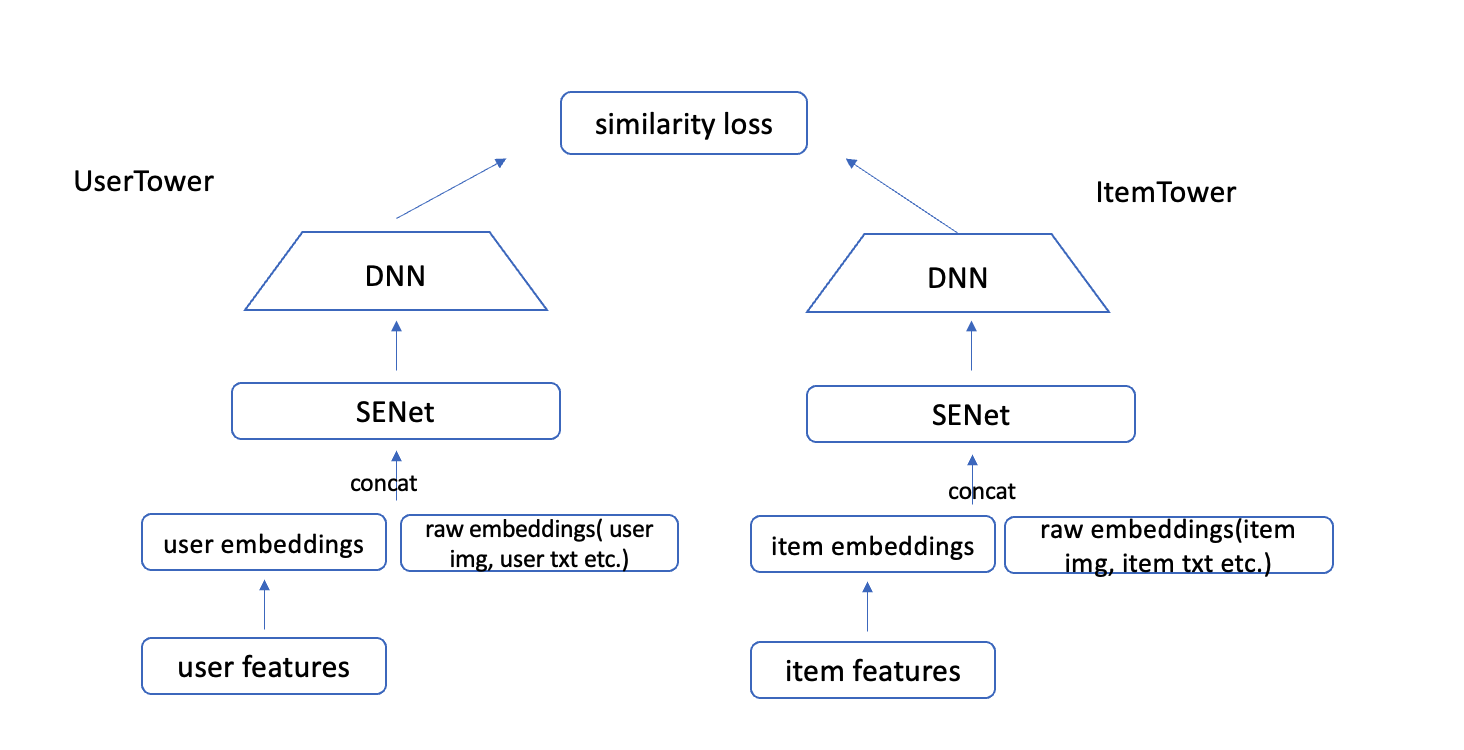 similarity loss
UserTower
ItemTower
DNN
DNN
SENet
SENet
concat
concat
user embeddings
raw embeddings( user
img, user txt etc.)
item embeddings
raw embeddings(item
img, item txt etc.)
user features
item features